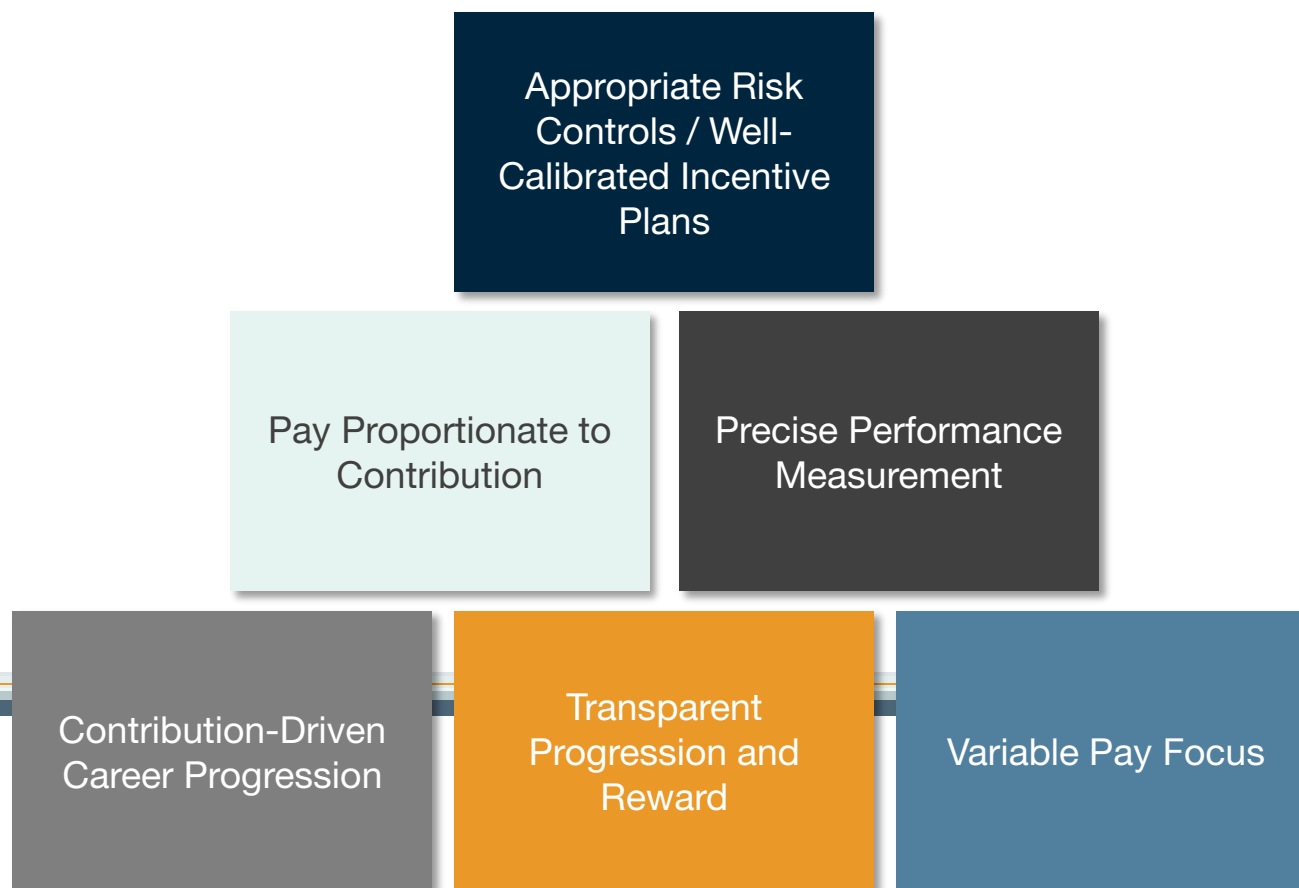 Appropriate Risk
Controls / Well-
Calibrated Incentive
Plans
Pay Proportionate to
Contribution
Precise Performance
Measurement
Contribution-Driven
Career Progression
Transparent
Progression and
Reward
Variable Pay Focus